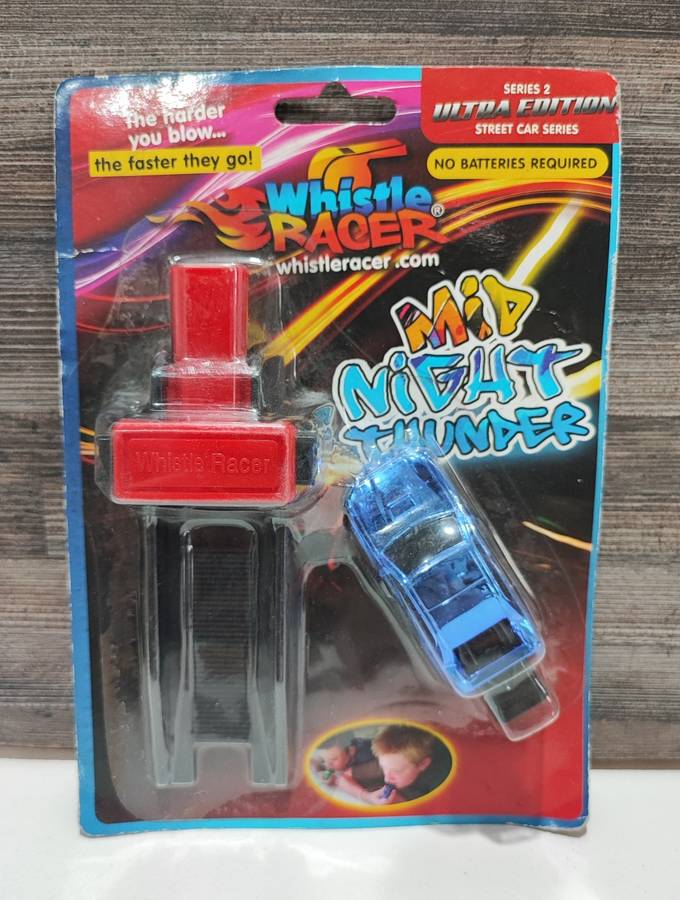 The harder
you blow...
the faster they go!
SERIES 2
ULTRA EDITION
STREET CAR SERIES
NO BATTERIES REQUIRED
Whistle
RACER®
whistleracer.com
MiD
NiGHT
THUNDER
Whistle Racer